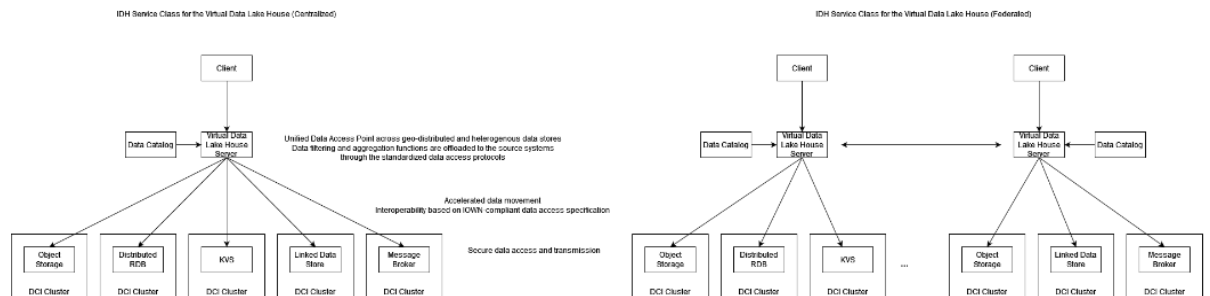 IDH Service Class for the Virtual Data Lake House (Centralized)
Client
Data Catalog
Virtual Data
Lake House
Server
Unified Data Access Point across geo-distributed and heterogenous data stores
Data filtering and aggregation functions are offloaded to the source systems
through the standardized data access protocols
Accelerated data movement
Interoperability based on IOWN-compliant data access specification
Secure data access and transmission
Object
Storage
DCI Cluster
Distributed
RDB
DCI Cluster
KVS
DCI Cluster
Linked Data
Store
DCI Cluster
Message
Broker
DCI Cluster
IDH Service Class for the Virtual Data Lake House (Federaled)
Client
Client
Data Catalog
Virtual Data
Lake House
Server
Virtual Data
Lake House
Server
Data Catalog
Object
Storage
DCI Cluster
Distributed
RDB
DCI Cluster
KVS
DCI Cluster
...
Object
Storage
DCI Cluster
Linked Data
Store
DCI Cluster
Message
Broker
DCI Cluster